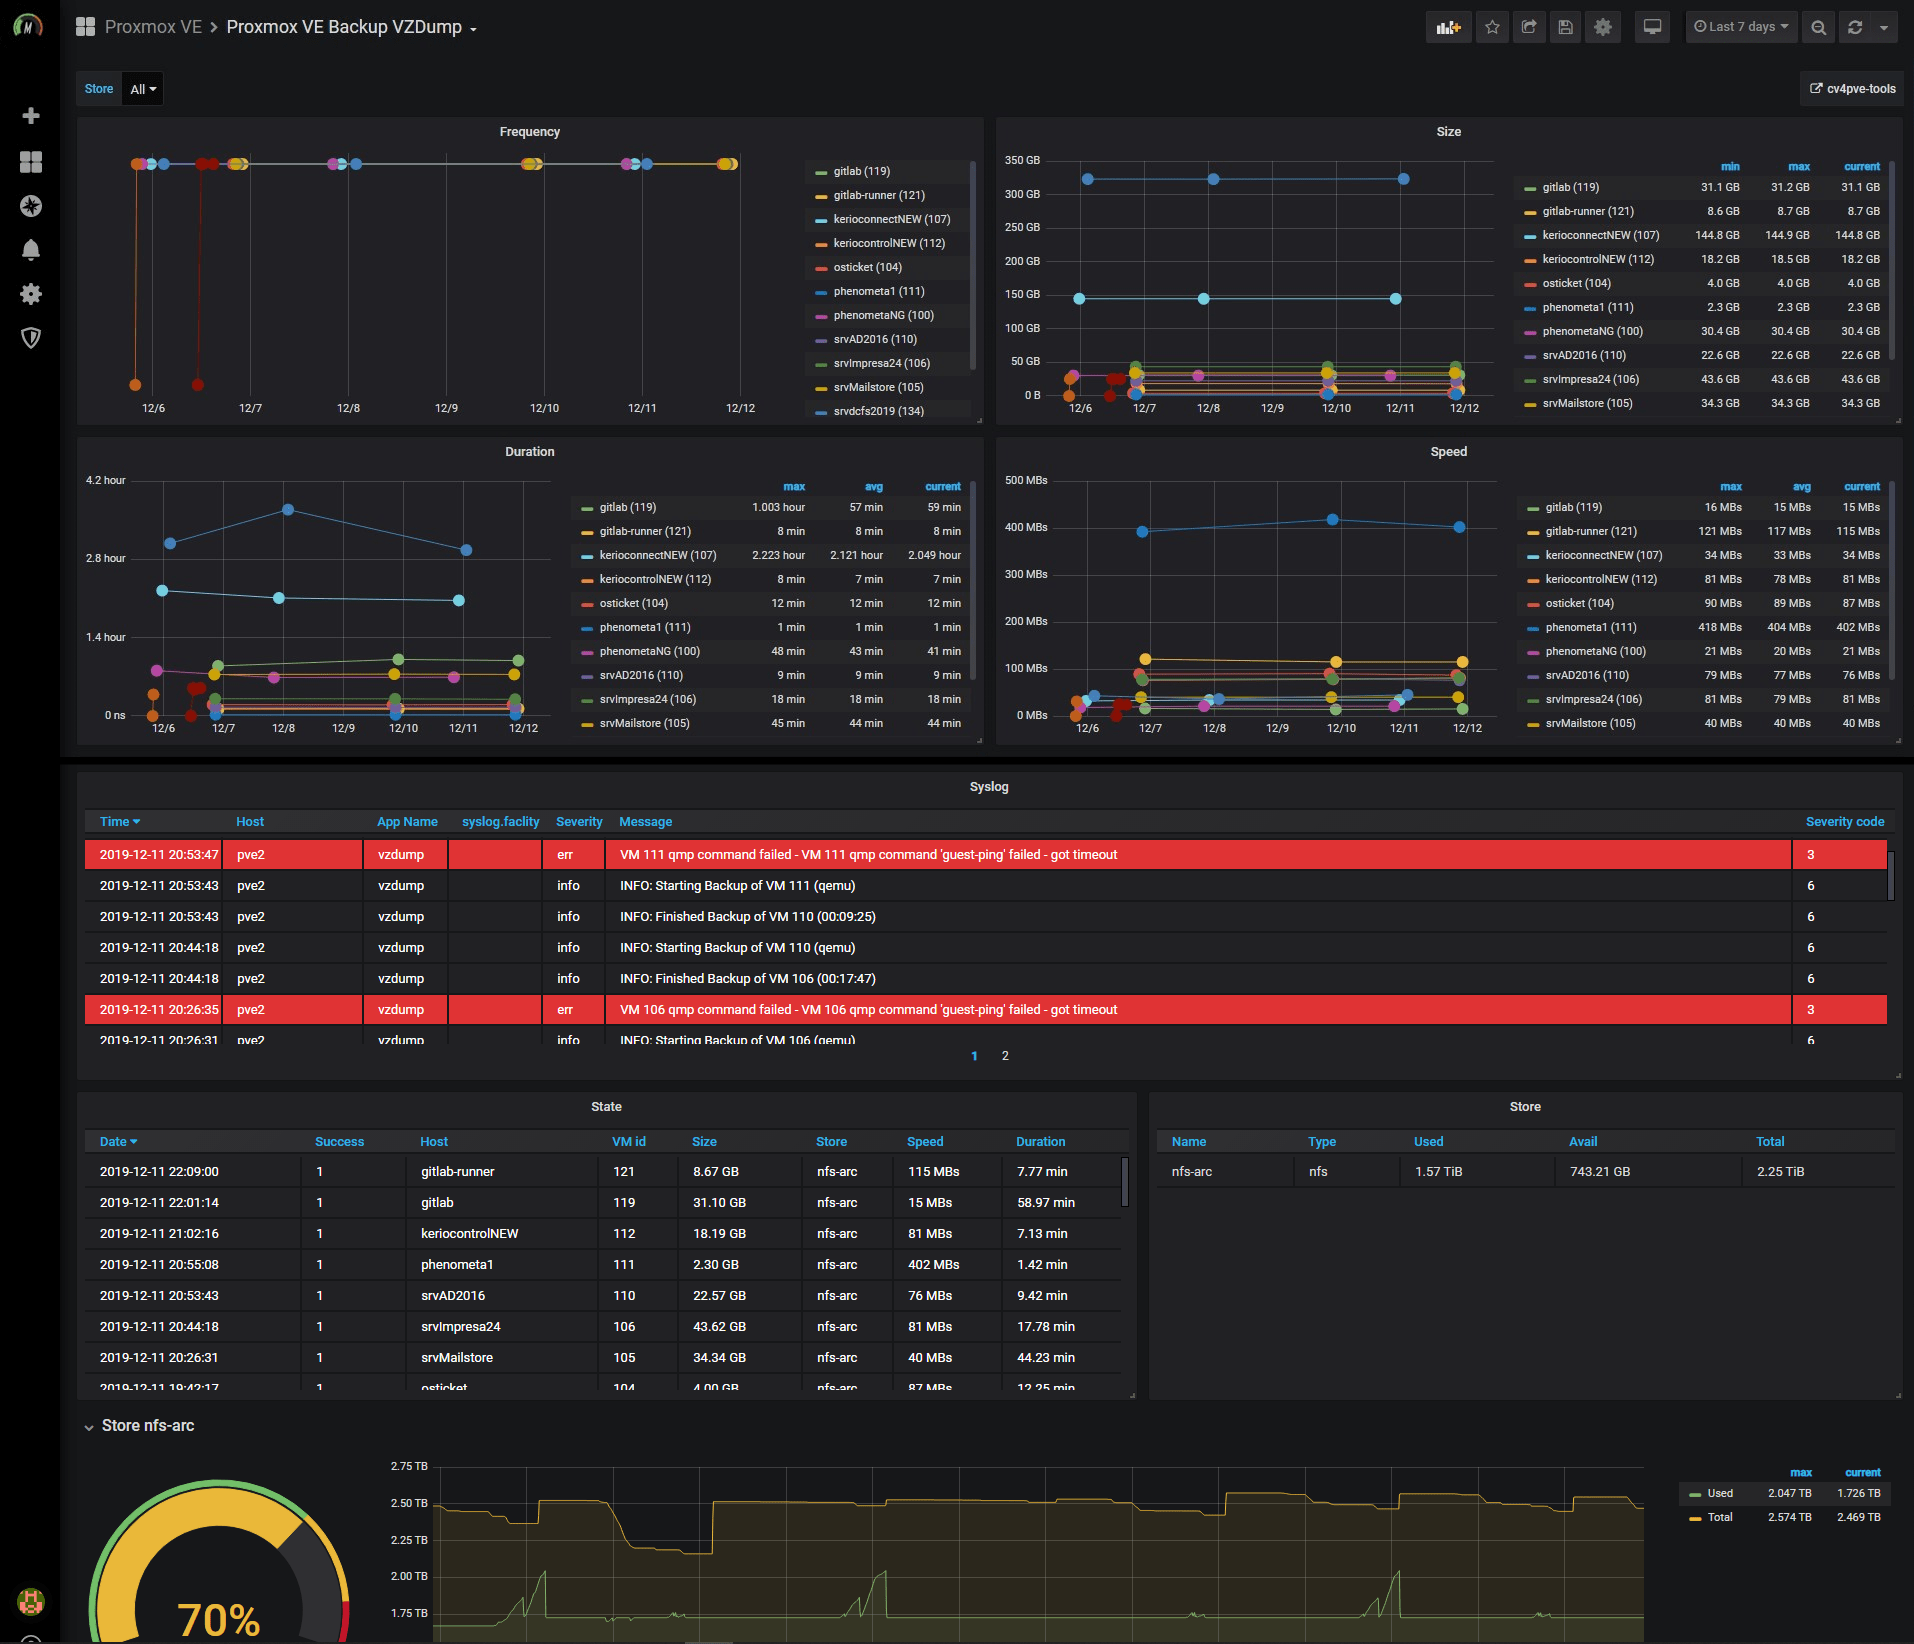 Proxmox VE > Proxmox VE Backup VZDump
Last 7 days
Store All
cv4pve-tools
Frequency
gitlab (119)
gitlab-runner (121)
kerioconnectNEW (107)
keriocontrolNEW (112)
osticket (104)
phenometa1 (111)
phenometaNG (100)
srvAD2016 (110)
srvImpresa24 (106)
srvMailstore (105)
srvdcfs2019 (134)
12/6 12/7 12/8 12/9 12/10 12/11 12/12
Size
350 GB
300 GB
250 GB
200 GB
150 GB
100 GB
50 GB
0 B
12/6 12/7 12/8 12/9 12/10 12/11 12/12
min max current
gitlab (119) 31.1 GB 31.2 GB 31.1 GB
gitlab-runner (121) 8.6 GB 8.7 GB 8.7 GB
kerioconnectNEW (107) 144.8 GB 144.9 GB 144.8 GB
keriocontrolNEW (112) 18.2 GB 18.5 GB 18.2 GB
osticket (104) 4.0 GB 4.0 GB 4.0 GB
phenometa1 (111) 2.3 GB 2.3 GB 2.3 GB
phenometaNG (100) 30.4 GB 30.4 GB 30.4 GB
srvAD2016 (110) 22.6 GB 22.6 GB 22.6 GB
srvImpresa24 (106) 43.6 GB 43.6 GB 43.6 GB
srvMailstore (105) 34.3 GB 34.3 GB 34.3 GB
Duration
4.2 hour
2.8 hour
1.4 hour
0 ns
12/6 12/7 12/8 12/9 12/10 12/11 12/12
max avg current
gitlab (119) 1.003 hour 57 min 59 min
gitlab-runner (121) 8 min 8 min 8 min
kerioconnectNEW (107) 2.223 hour 2.121 hour 2.049 hour
keriocontrolNEW (112) 8 min 7 min 7 min
osticket (104) 12 min 12 min 12 min
phenometa1 (111) 1 min 1 min 1 min
phenometaNG (100) 48 min 43 min 41 min
srvAD2016 (110) 9 min 9 min 9 min
srvImpresa24 (106) 18 min 18 min 18 min
srvMailstore (105) 45 min 44 min 44 min
Speed
500 MBs
400 MBs
300 MBs
200 MBs
100 MBs
0 MBs
12/6 12/7 12/8 12/9 12/10 12/11 12/12
max avg current
gitlab (119) 16 MBs 15 MBs 15 MBs
gitlab-runner (121) 121 MBs 117 MBs 115 MBs
kerioconnectNEW (107) 34 MBs 33 MBs 34 MBs
keriocontrolNEW (112) 81 MBs 78 MBs 81 MBs
osticket (104) 90 MBs 89 MBs 87 MBs
phenometa1 (111) 418 MBs 404 MBs 402 MBs
phenometaNG (100) 21 MBs 20 MBs 21 MBs
srvAD2016 (110) 79 MBs 77 MBs 76 MBs
srvImpresa24 (106) 81 MBs 79 MBs 81 MBs
srvMailstore (105) 40 MBs 40 MBs 40 MBs
Syslog
Time Host App Name syslog.faclity Severity Message Severity code
2019-12-11 20:53:47 pve2 vzdump err VM 111 qmp command failed - VM 111 qmp command 'guest-ping' failed - got timeout 3
2019-12-11 20:53:43 pve2 vzdump info INFO: Starting Backup of VM 111 (qemu) 6
2019-12-11 20:53:43 pve2 vzdump info INFO: Finished Backup of VM 110 (00:09:25) 6
2019-12-11 20:44:18 pve2 vzdump info INFO: Starting Backup of VM 110 (qemu) 6
2019-12-11 20:44:18 pve2 vzdump info INFO: Finished Backup of VM 106 (00:17:47) 6
2019-12-11 20:26:35 pve2 vzdump err VM 106 qmp command failed - VM 106 qmp command 'guest-ping' failed - got timeout 3
2019-12-11 20:26:31 pve2 vzdump info INFO: Starting Backup of VM 106 (qemu) 6
1 2
State
Date Success Host VM id Size Store Speed Duration
2019-12-11 22:09:00 1 gitlab-runner 121 8.67 GB nfs-arc 115 MBs 7.77 min
2019-12-11 22:01:14 1 gitlab 119 31.10 GB nfs-arc 15 MBs 58.97 min
2019-12-11 21:02:16 1 keriocontrolNEW 112 18.19 GB nfs-arc 81 MBs 7.13 min
2019-12-11 20:55:08 1 phenometa1 111 2.30 GB nfs-arc 402 MBs 1.42 min
2019-12-11 20:53:43 1 srvAD2016 110 22.57 GB nfs-arc 76 MBs 9.42 min
2019-12-11 20:44:18 1 srvImpresa24 106 43.62 GB nfs-arc 81 MBs 17.78 min
2019-12-11 20:26:31 1 srvMailstore 105 34.34 GB nfs-arc 40 MBs 44.23 min
2019-12-11 19:42:17 1 osticket 104 4.00 GB nfs-arc 87 MBs 12.25 min
Store
Name Type Used Avail Total
nfs-arc nfs 1.57 TiB 743.21 GB 2.25 TiB
Store nfs-arc
70%
2.75 TB
2.50 TB
2.25 TB
2.00 TB
1.75 TB
max current
Used 2.047 TB 1.726 TB
Total 2.574 TB 2.469 TB